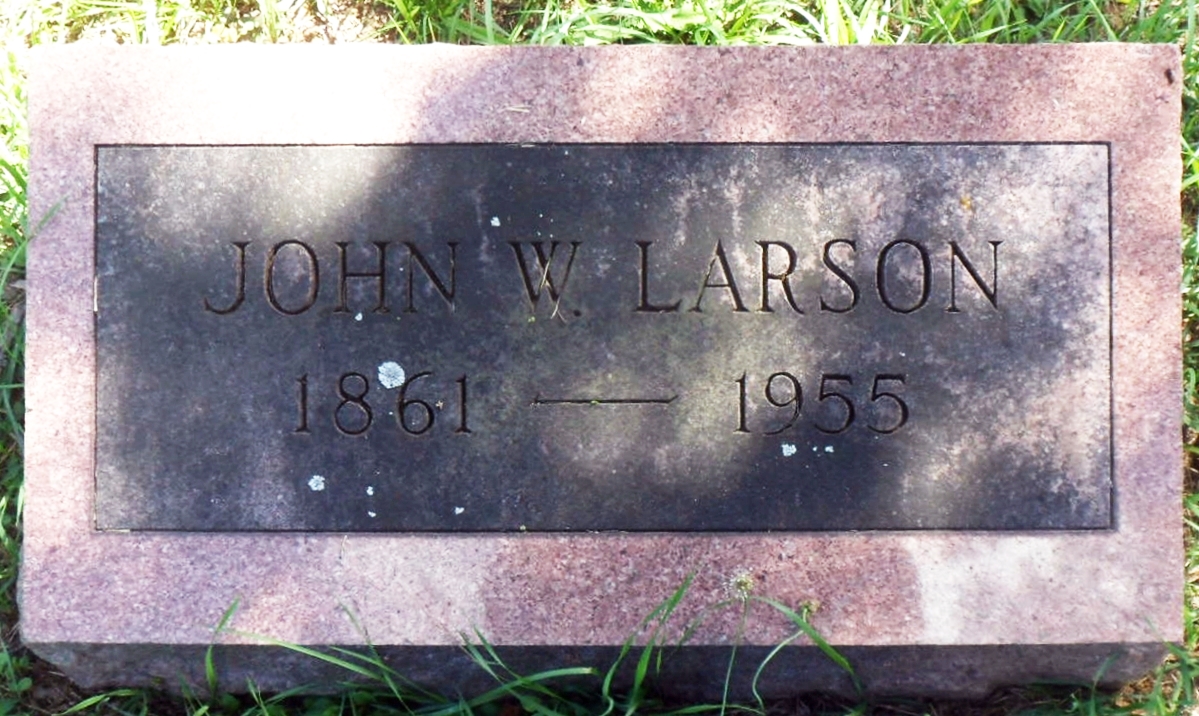 JOHN W. LARSON
1861 — 1955